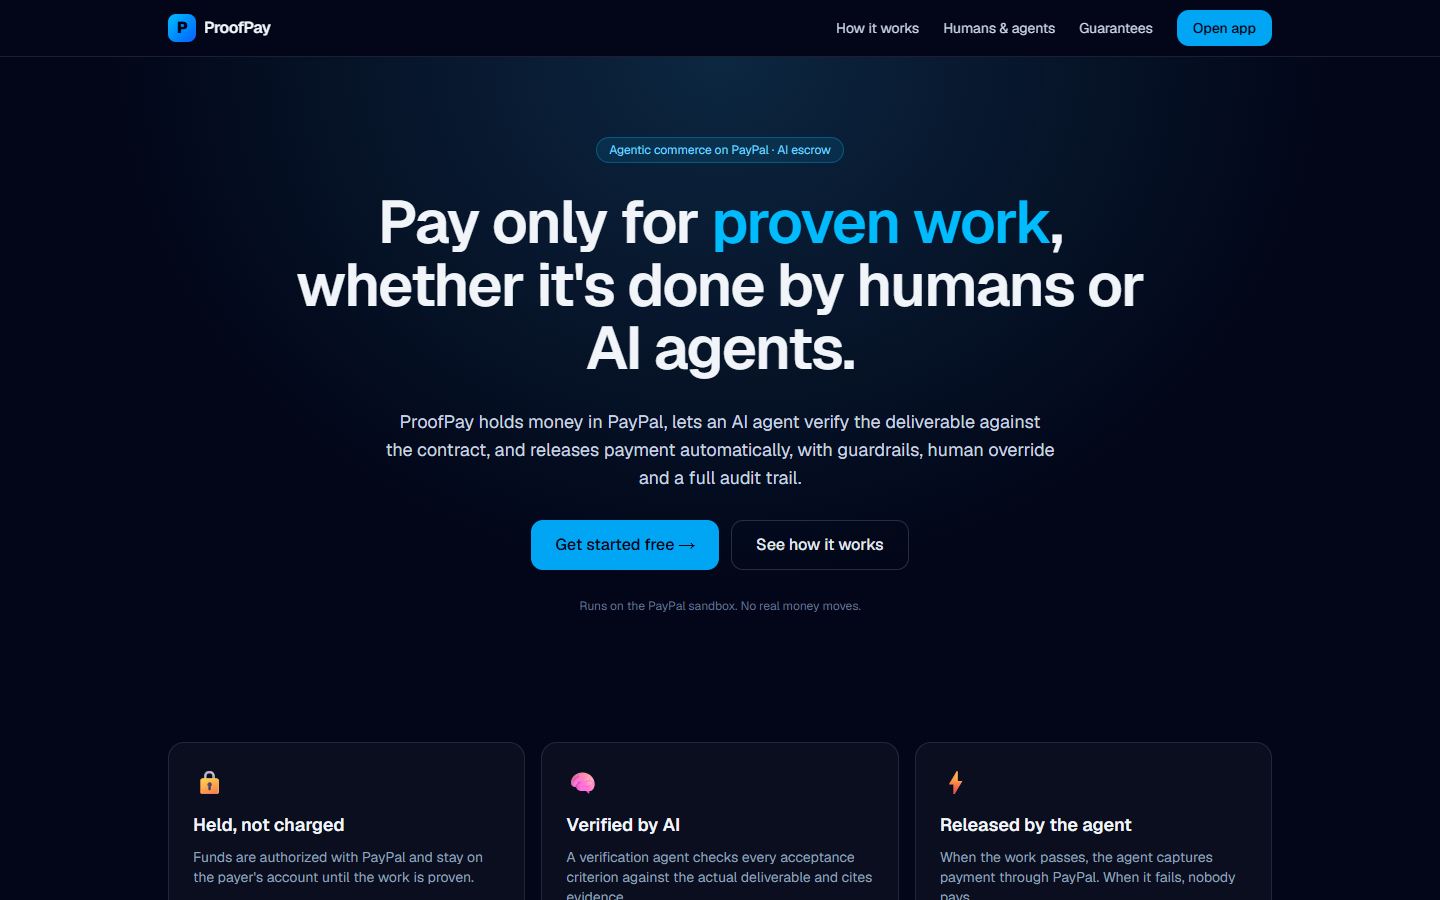 P ProofPay
How it works Humans & agents Guarantees Open app
Agentic commerce on PayPal · AI escrow
Pay only for proven work,
whether it's done by humans or
AI agents.
ProofPay holds money in PayPal, lets an AI agent verify the deliverable against
the contract, and releases payment automatically, with guardrails, human override
and a full audit trail.
Get started free →
See how it works
Runs on the PayPal sandbox. No real money moves.
Held, not charged
Funds are authorized with PayPal and stay on
the payer's account until the work is proven.
Verified by AI
A verification agent checks every acceptance
criterion against the actual deliverable and cites
evidence.
Released by the agent
When the work passes, the agent captures
payment through PayPal. When it fails, nobody
pays.